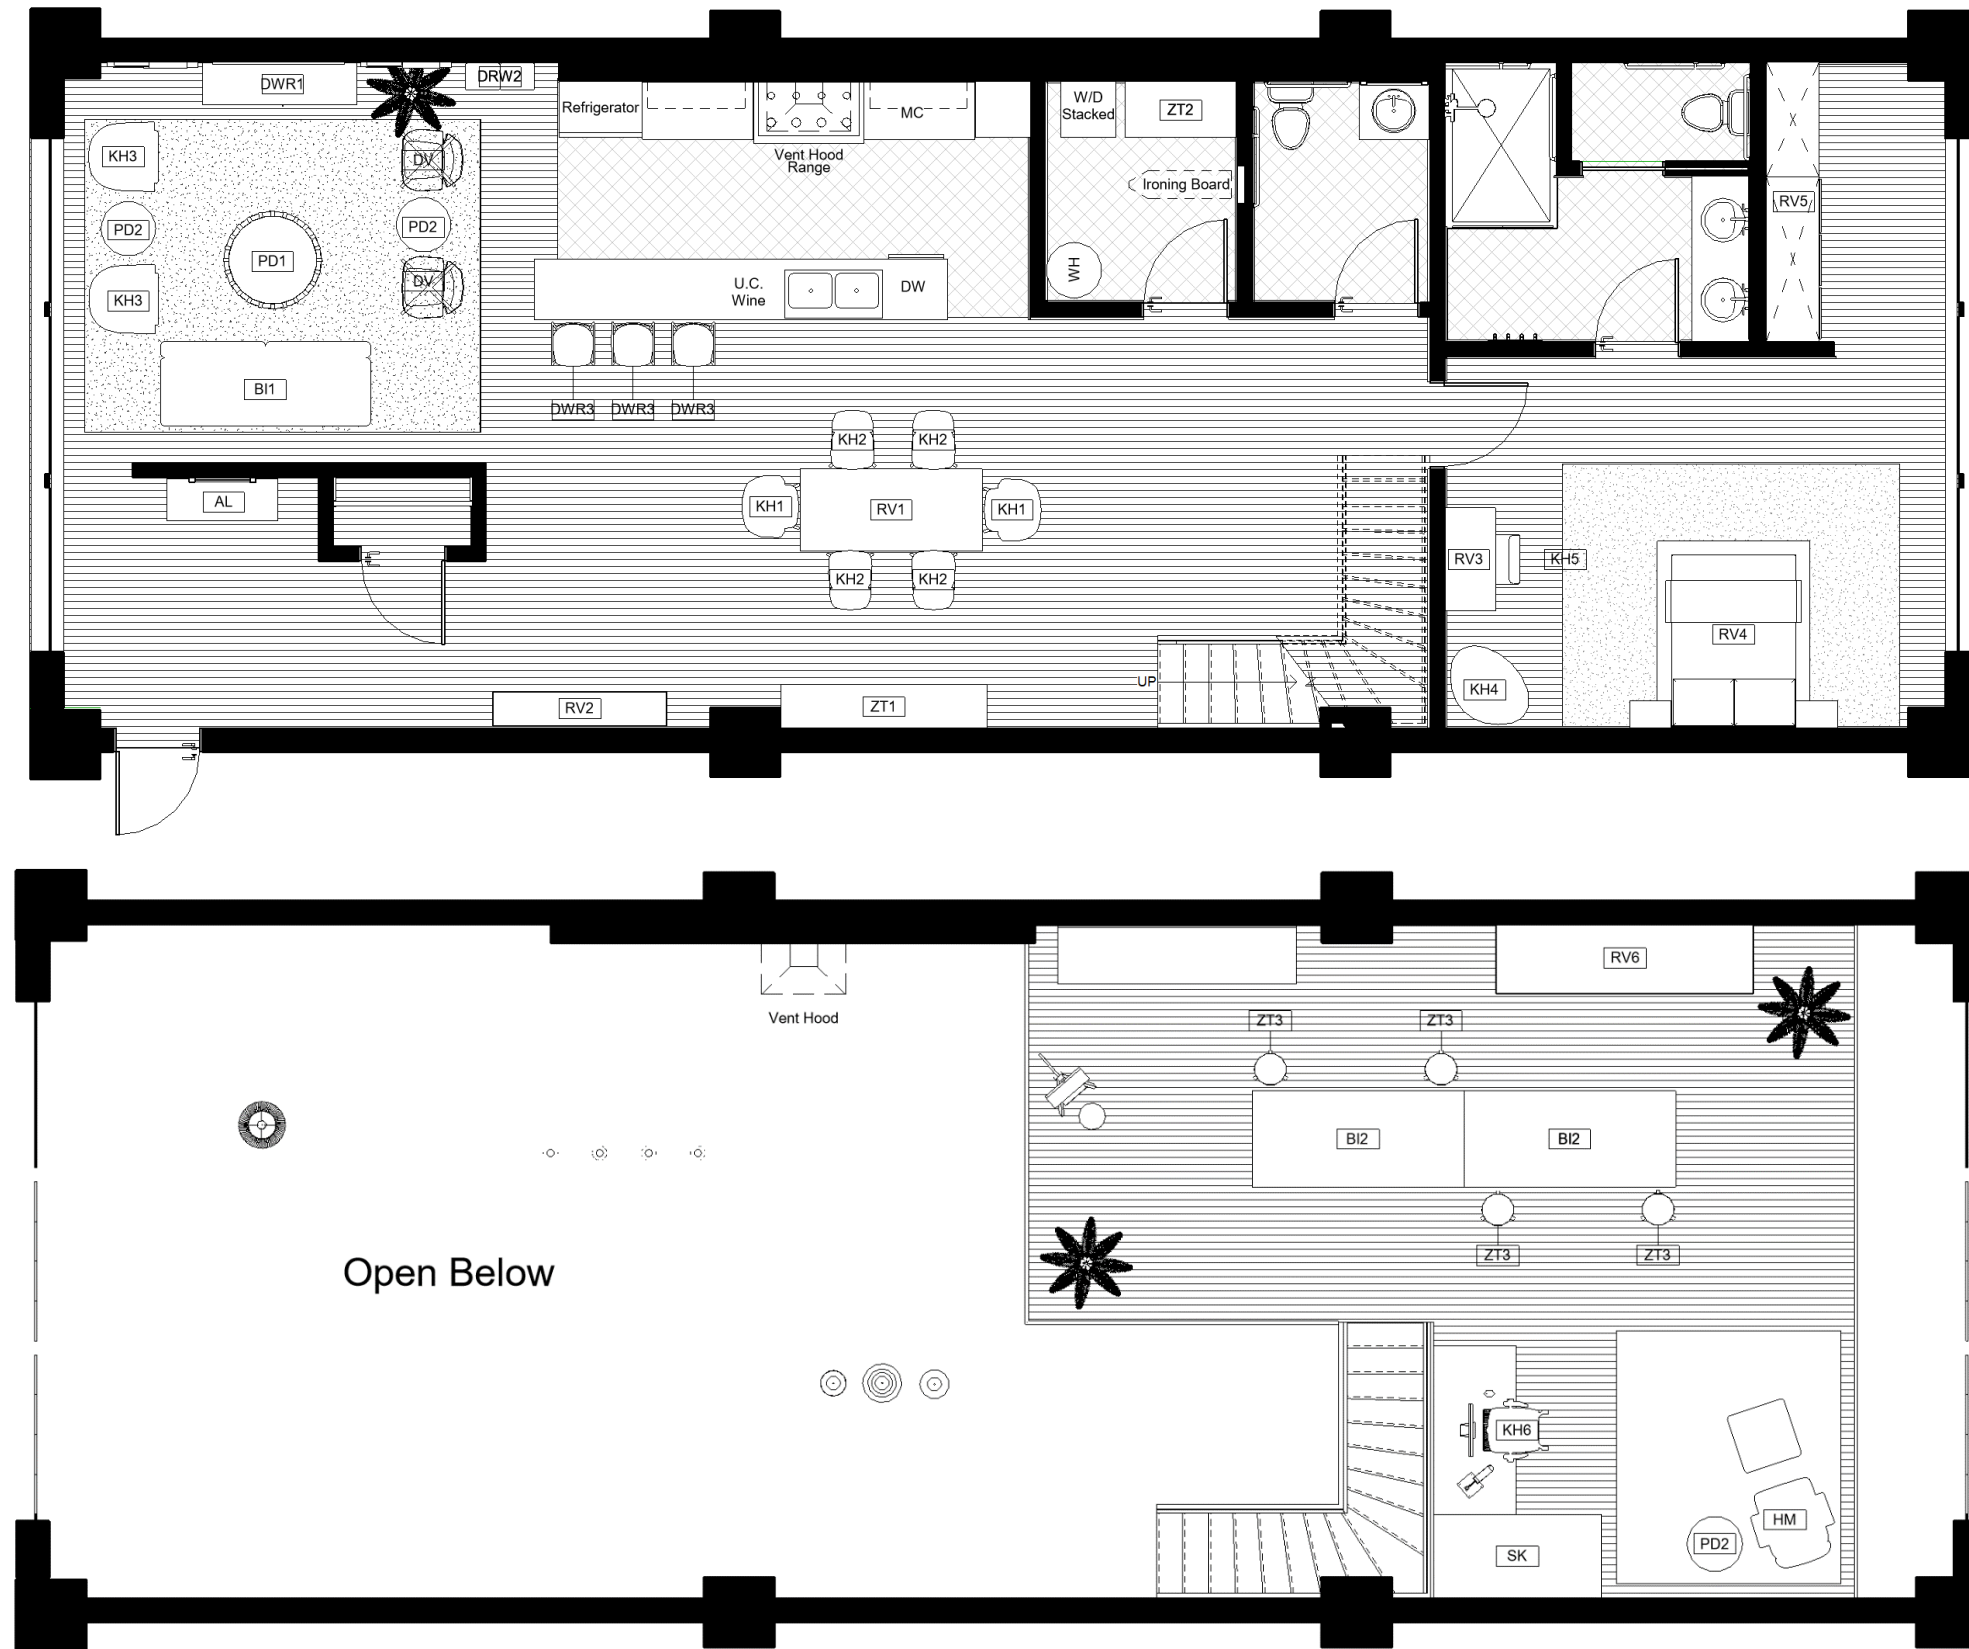 DWR1
DRW2
Refrigerator
MC
Vent Hood
Range
W/D
Stacked
ZT2
KH3
DV
Ironing Board
RV5
PD2
PD2
PD1
WH
KH3
DV
U.C.
Wine
DW
BI1
DWR3
DWR3
DWR3
KH2
KH2
AL
KH1
RV1
KH1
KH2
KH2
RV3
KH5
RV4
UP
KH4
RV2
ZT1
RV6
Vent Hood
ZT3
ZT3
BI2
BI2
ZT3
ZT3
Open Below
KH6
HM
PD2
SK